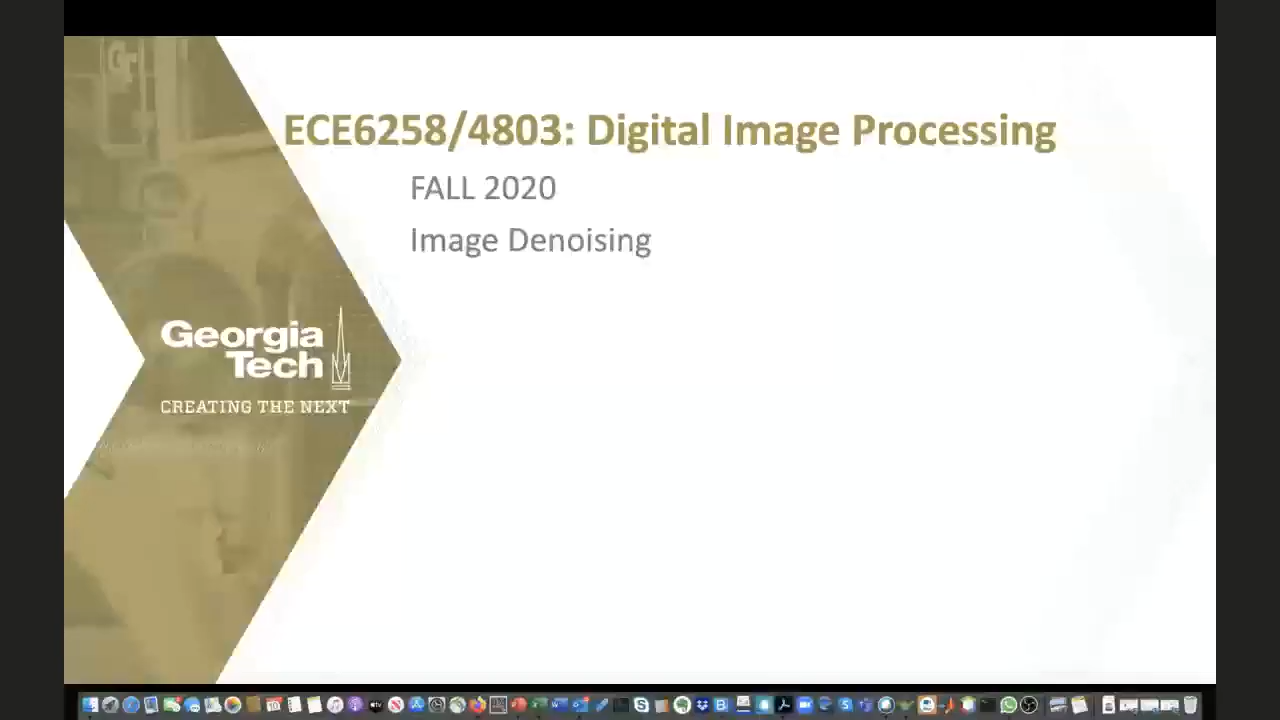 ECE6258/4803: Digital Image Processing
FALL 2020
Image Denoising
Georgia
Tech
CREATING THE NEXT